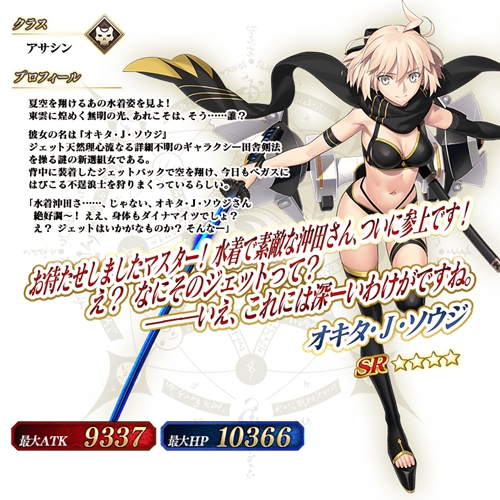 クラス
アサシン
プロフィール
夏空を翔けるあの水着姿を見よ!
東雲に煌めく無明の光、あれこそは、そう……誰?
彼女の名は「オキタ・J・ソウジ」
ジェット天然理心流なる詳細不明のギャラクシー田舎剣法
を操る謎の新選組女である。
背中に装着したジェットパックで空を翔け、今日もベガスに
はびこる不逞浪士を狩りまくっているらしい。
「水着沖田さ……、じゃない、オキタ・J・ソウジさん
絶好調〜! ええ、身体もダイナマイツでしょ?
え? ジェットはいかがなものか? そんなー」
お待たせしましたマスター! 水着で素敵な沖田さん、ついに参上です!
え? なにそのジェットって?
――いえ、これには深ーいわけがですね。
オキタ・J・ソウジ
SR
最大ATK 9337
最大HP 10366